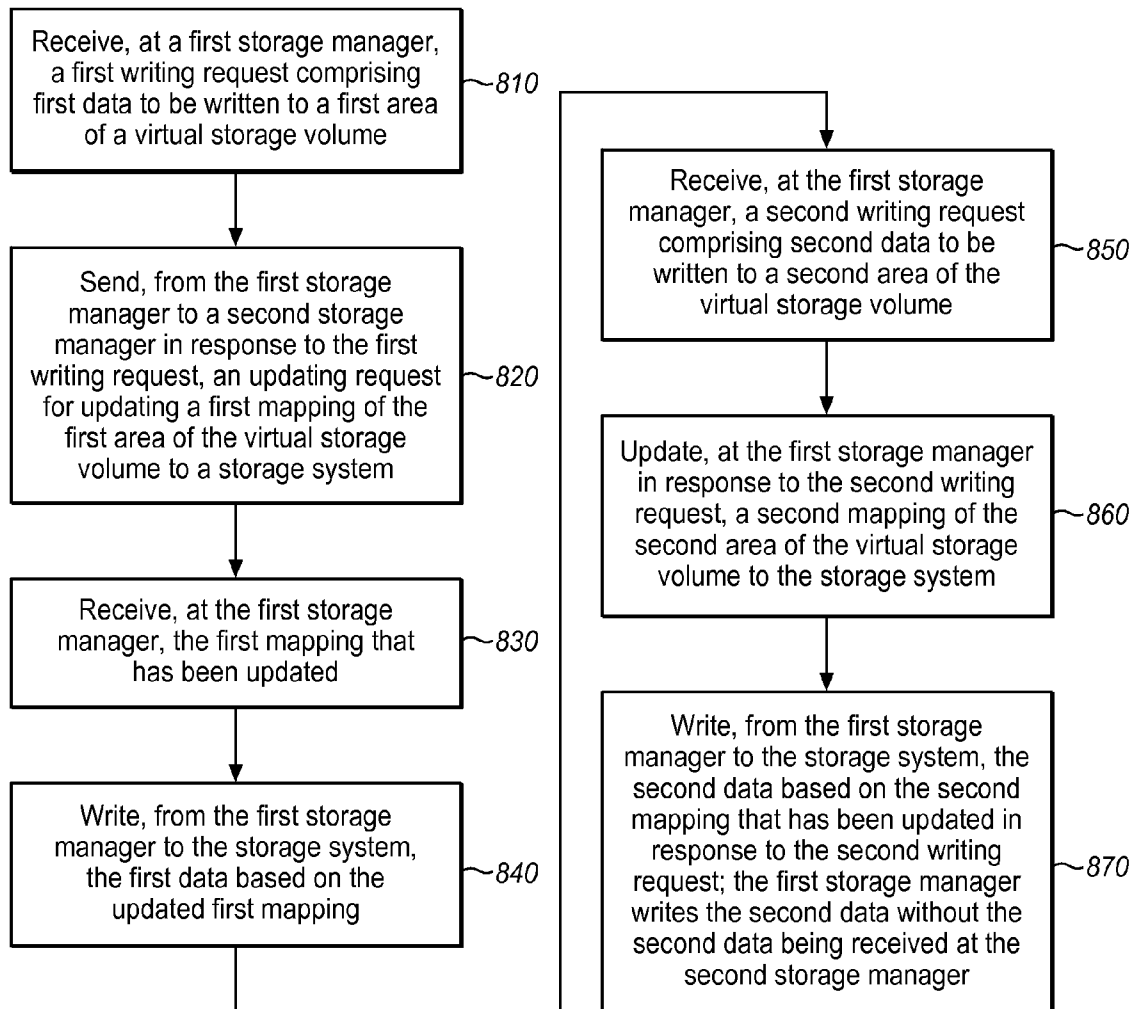 Receive, at a first storage manager,
a first writing request comprising
first data to be written to a first area
of a virtual storage volume
810
Send, from the first storage
manager to a second storage
manager in response to the first
writing request, an updating request
for updating a first mapping of the
first area of the virtual storage
volume to a storage system
820
Receive, at the first storage
manager, the first mapping that
has been updated
830
Write, from the first storage
manager to the storage system,
the first data based on the
updated first mapping
840
Receive, at the first storage
manager, a second writing request
comprising second data to be
written to a second area of the
virtual storage volume
850
Update, at the first storage manager
in response to the second writing
request, a second mapping of the
second area of the virtual storage
volume to the storage system
860
Write, from the first storage
manager to the storage system, the
second data based on the second
mapping that has been updated in
response to the second writing
request; the first storage manager
writes the second data without the
second data being received at the
second storage manager
870